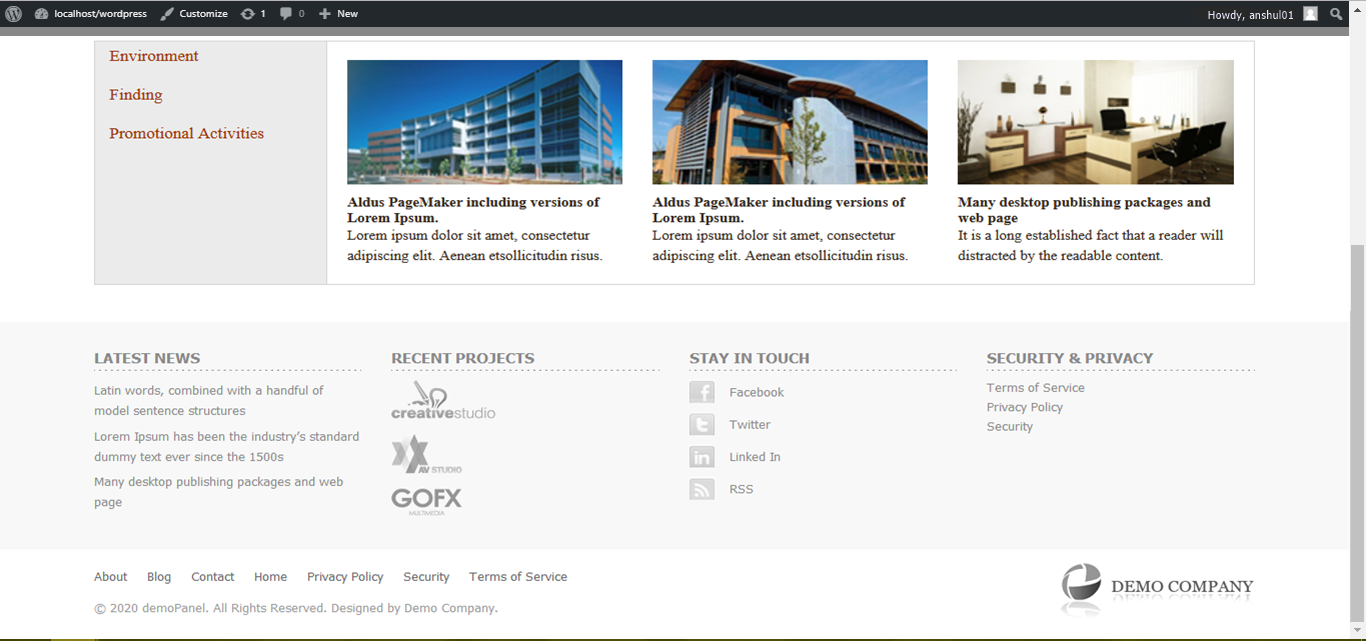 localhost/wordpress Customize 1 0 New Howdy, anshul01
Environment
Finding
Promotional Activities
Aldus PageMaker including versions of
Lorem Ipsum.
Lorem ipsum dolor sit amet, consectetur
adipiscing elit. Aenean etsollicitudin risus.
Aldus PageMaker including versions of
Lorem Ipsum.
Lorem ipsum dolor sit amet, consectetur
adipiscing elit. Aenean etsollicitudin risus.
Many desktop publishing packages and
web page
It is a long established fact that a reader will
distracted by the readable content.
LATEST NEWS
Latin words, combined with a handful of
model sentence structures
Lorem Ipsum has been the industry’s standard
dummy text ever since the 1500s
Many desktop publishing packages and web
page
RECENT PROJECTS
creativestudio
AV STUDIO
GOFX
MULTIMEDIA
STAY IN TOUCH
Facebook
Twitter
Linked In
RSS
SECURITY & PRIVACY
Terms of Service
Privacy Policy
Security
About Blog Contact Home Privacy Policy Security Terms of Service
© 2020 demoPanel. All Rights Reserved. Designed by Demo Company.
DEMO COMPANY